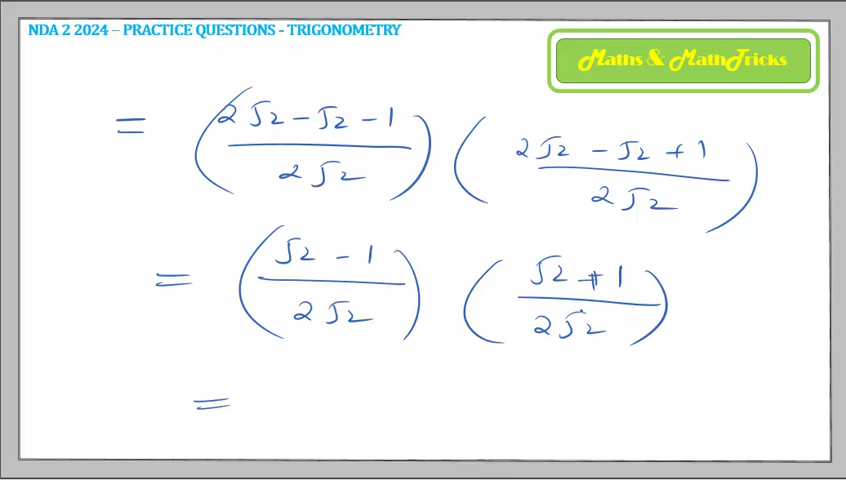 NDA 2 2024 – PRACTICE QUESTIONS - TRIGONOMETRY
Maths & MathTricks
= ((2√2 − √2 − 1)/(2√2)) ((2√2 − √2 + 1)/(2√2))
= ((√2 − 1)/(2√2)) ((√2 + 1)/(2√2))
=